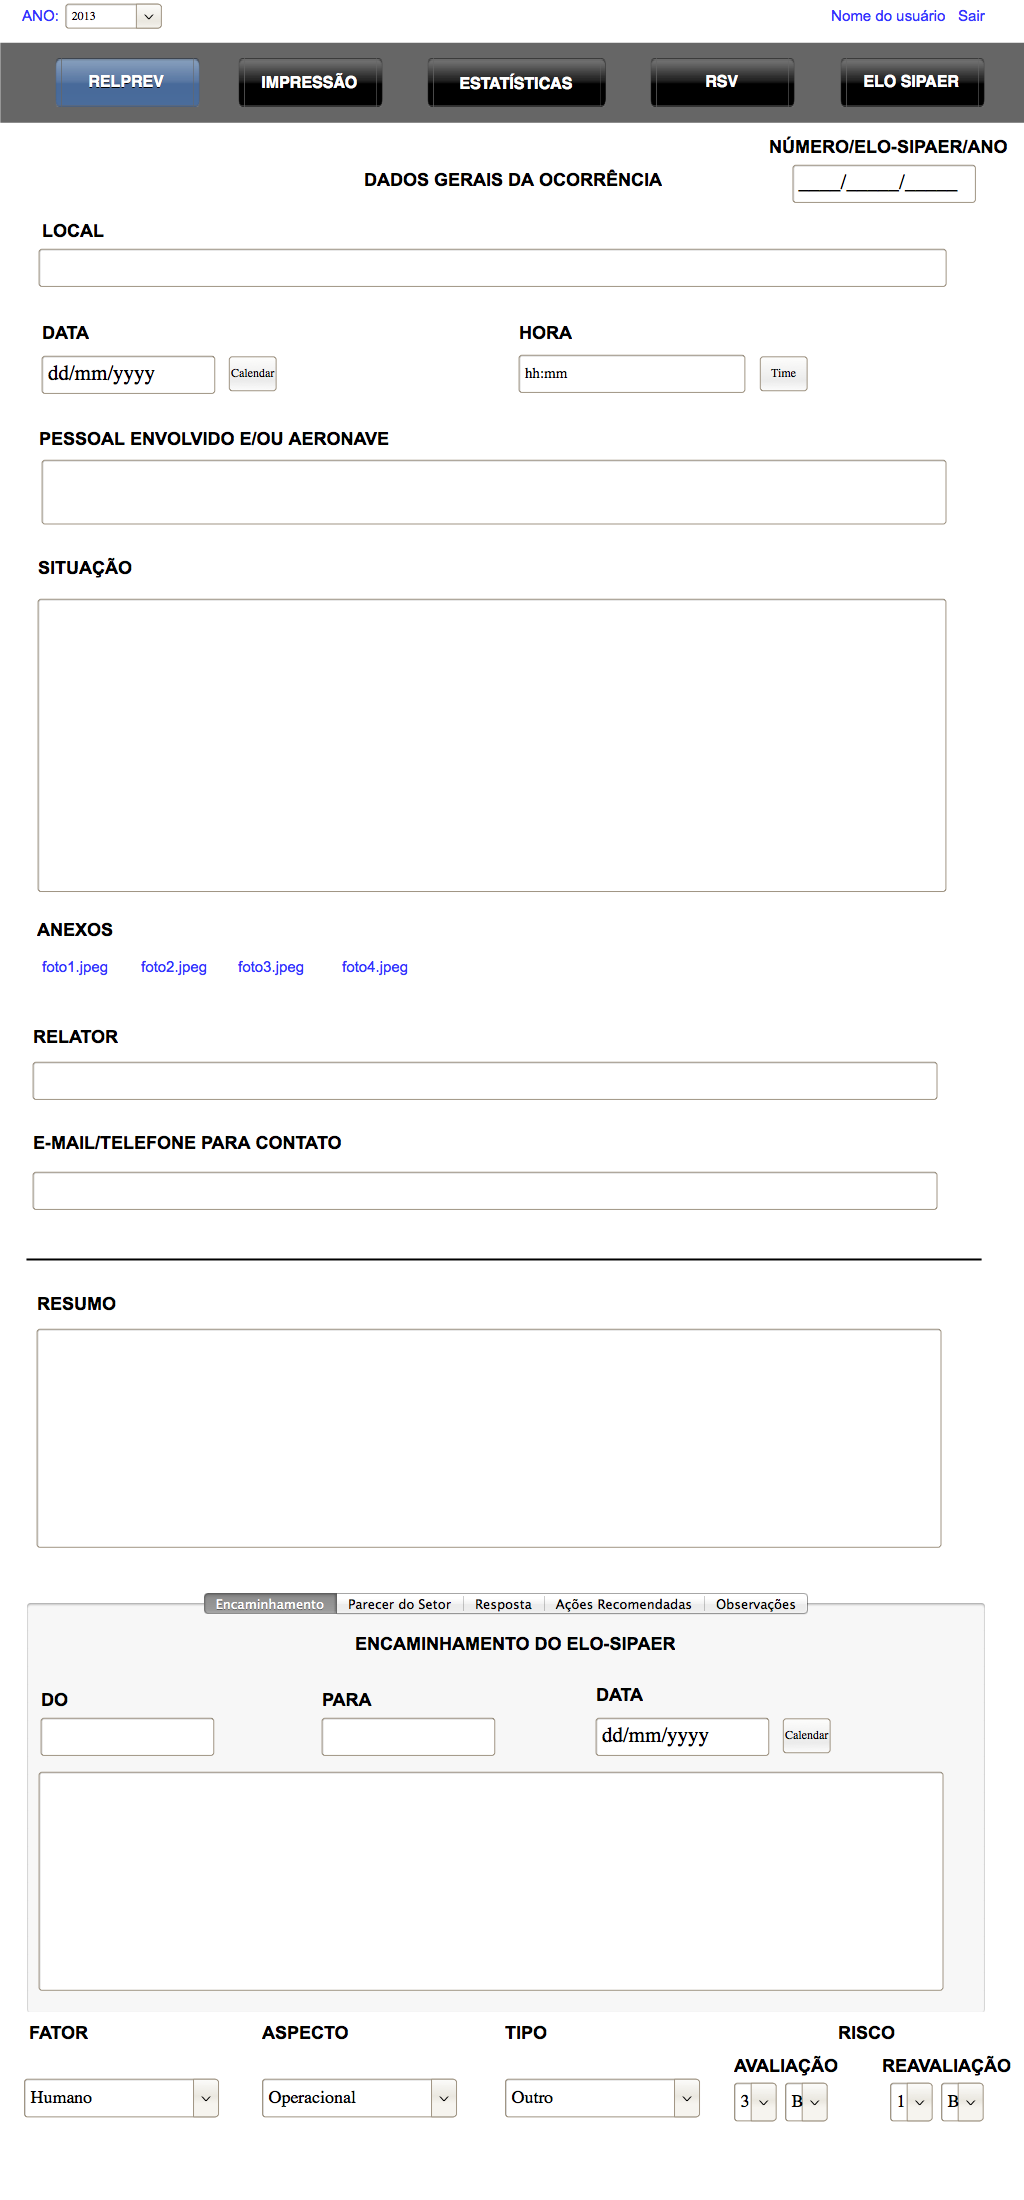 ANO: 2013 Nome do usuário Sair
RELPREV IMPRESSÃO ESTATÍSTICAS RSV ELO SIPAER
NÚMERO/ELO-SIPAER/ANO
DADOS GERAIS DA OCORRÊNCIA ____/_____/_____
LOCAL
DATA HORA
dd/mm/yyyy Calendar hh:mm Time
PESSOAL ENVOLVIDO E/OU AERONAVE
SITUAÇÃO
ANEXOS
foto1.jpeg foto2.jpeg foto3.jpeg foto4.jpeg
RELATOR
E-MAIL/TELEFONE PARA CONTATO
RESUMO
Encaminhamento Parecer do Setor Resposta Ações Recomendadas Observações
ENCAMINHAMENTO DO ELO-SIPAER
DO PARA DATA
dd/mm/yyyy Calendar
FATOR ASPECTO TIPO RISCO
AVALIAÇÃO REAVALIAÇÃO
Humano Operacional Outro 3 B 1 B